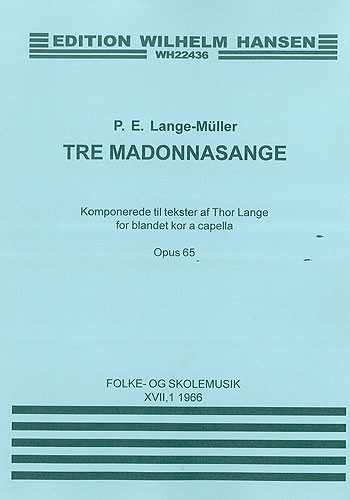 EDITION WILHELM HANSEN
WH22436
P. E. Lange-Müller
TRE MADONNASANGE
Komponerede til tekster af Thor Lange
for blandet kor a capella
Opus 65
FOLKE- OG SKOLEMUSIK
XVII,1 1966